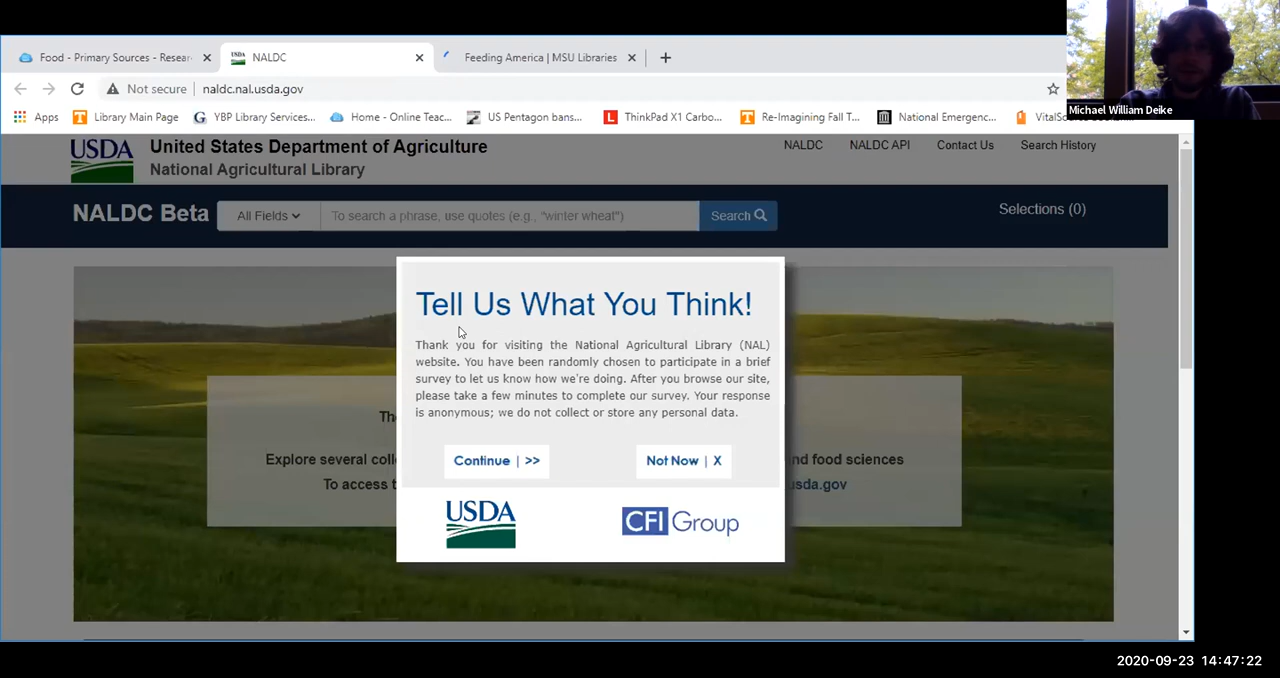 Food - Primary Sources - Resear
NALDC
Feeding America | MSU Libraries
Michael William Deike
Not secure
naldc.nal.usda.gov
Apps
Library Main Page
YBP Library Services...
Home - Online Teac...
US Pentagon bans...
ThinkPad X1 Carbo...
Re-Imagining Fall T...
National Emergenc...
USDA
United States Department of Agriculture
National Agricultural Library
NALDC
NALDC API
Contact Us
Search History
NALDC Beta
All Fields
To search a phrase, use quotes (e.g., "winter wheat")
Search
Selections (0)
Tell Us What You Think!
Thank you for visiting the National Agricultural Library (NAL)
website. You have been randomly chosen to participate in a brief
survey to let us know how we're doing. After you browse our site,
please take a few minutes to complete our survey. Your response
is anonymous; we do not collect or store any personal data.
Continue | >>
Not Now | X
USDA
CFI Group
Explore several coll
nd food sciences
To access t
usda.gov
2020-09-23 14:47:22